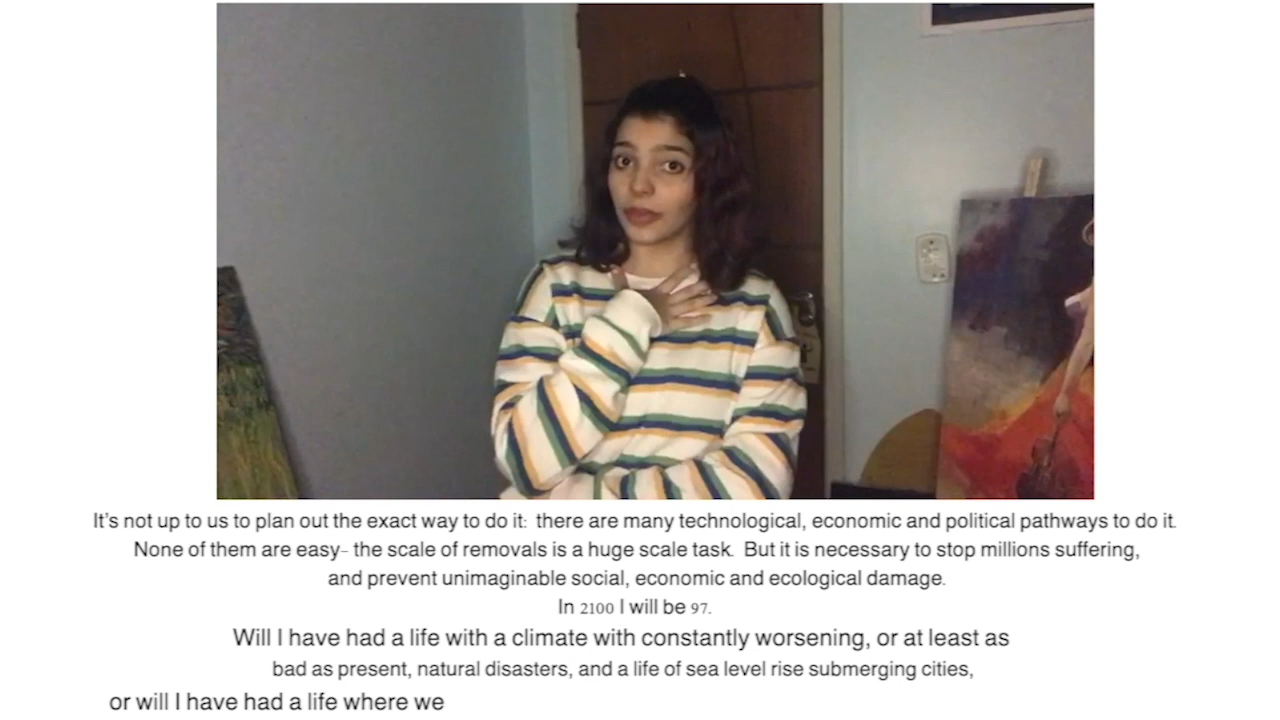 It's not up to us to plan out the exact way to do it:  there are many technological, economic and political pathways to do it.
None of them are easy– the scale of removals is a huge scale task.  But it is necessary to stop millions suffering,
and prevent unimaginable social, economic and ecological damage.
In 2100 I will be 97.
Will I have had a life with a climate with constantly worsening, or at least as
bad as present, natural disasters, and a life of sea level rise submerging cities,
or will I have had a life where we